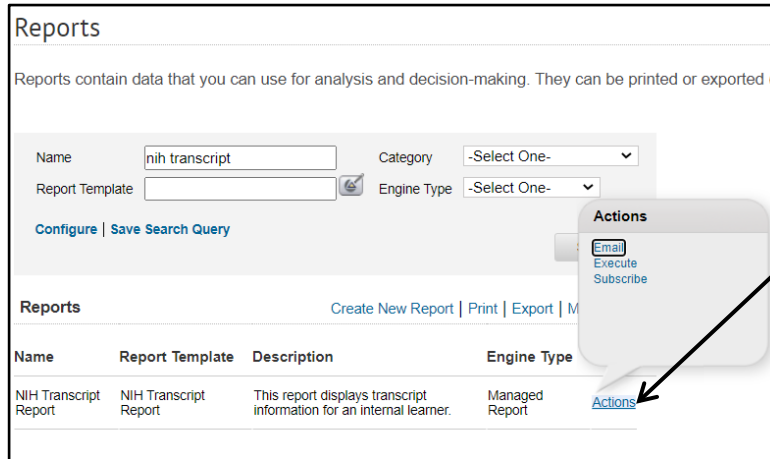 Reports
Reports contain data that you can use for analysis and decision-making. They can be printed or exported
Name nih transcript Category -Select One-
Report Template Engine Type -Select One-
Configure | Save Search Query
Actions
Email
Execute
Subscribe
Reports Create New Report | Print | Export | M
Name Report Template Description Engine Type
NIH Transcript NIH Transcript This report displays transcript Managed
Report Report information for an internal learner. Report
Actions